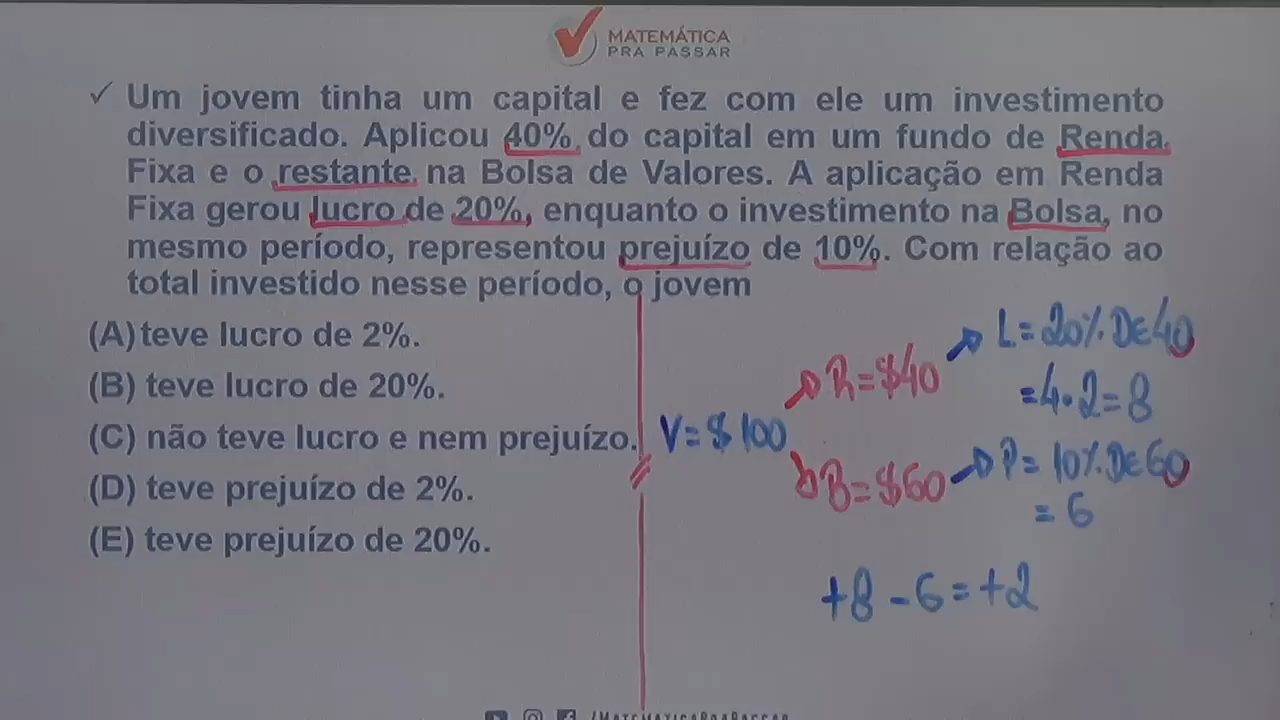 MATEMÁTICA
PRA PASSAR
✓ Um jovem tinha um capital e fez com ele um investimento
diversificado. Aplicou 40% do capital em um fundo de Renda
Fixa e o restante na Bolsa de Valores. A aplicação em Renda
Fixa gerou lucro de 20%, enquanto o investimento na Bolsa, no
mesmo período, representou prejuízo de 10%. Com relação ao
total investido nesse período, o jovem
(A) teve lucro de 2%.
(B) teve lucro de 20%.
(C) não teve lucro e nem prejuízo.
(D) teve prejuízo de 2%.
(E) teve prejuízo de 20%.
V = $ 100
R = $40
L = 20% DE 40
= 4 · 2 = 8
B = $60
P = 10% DE 60
= 6
+8 - 6 = +2
/MATEMATICAPRAPASSAR